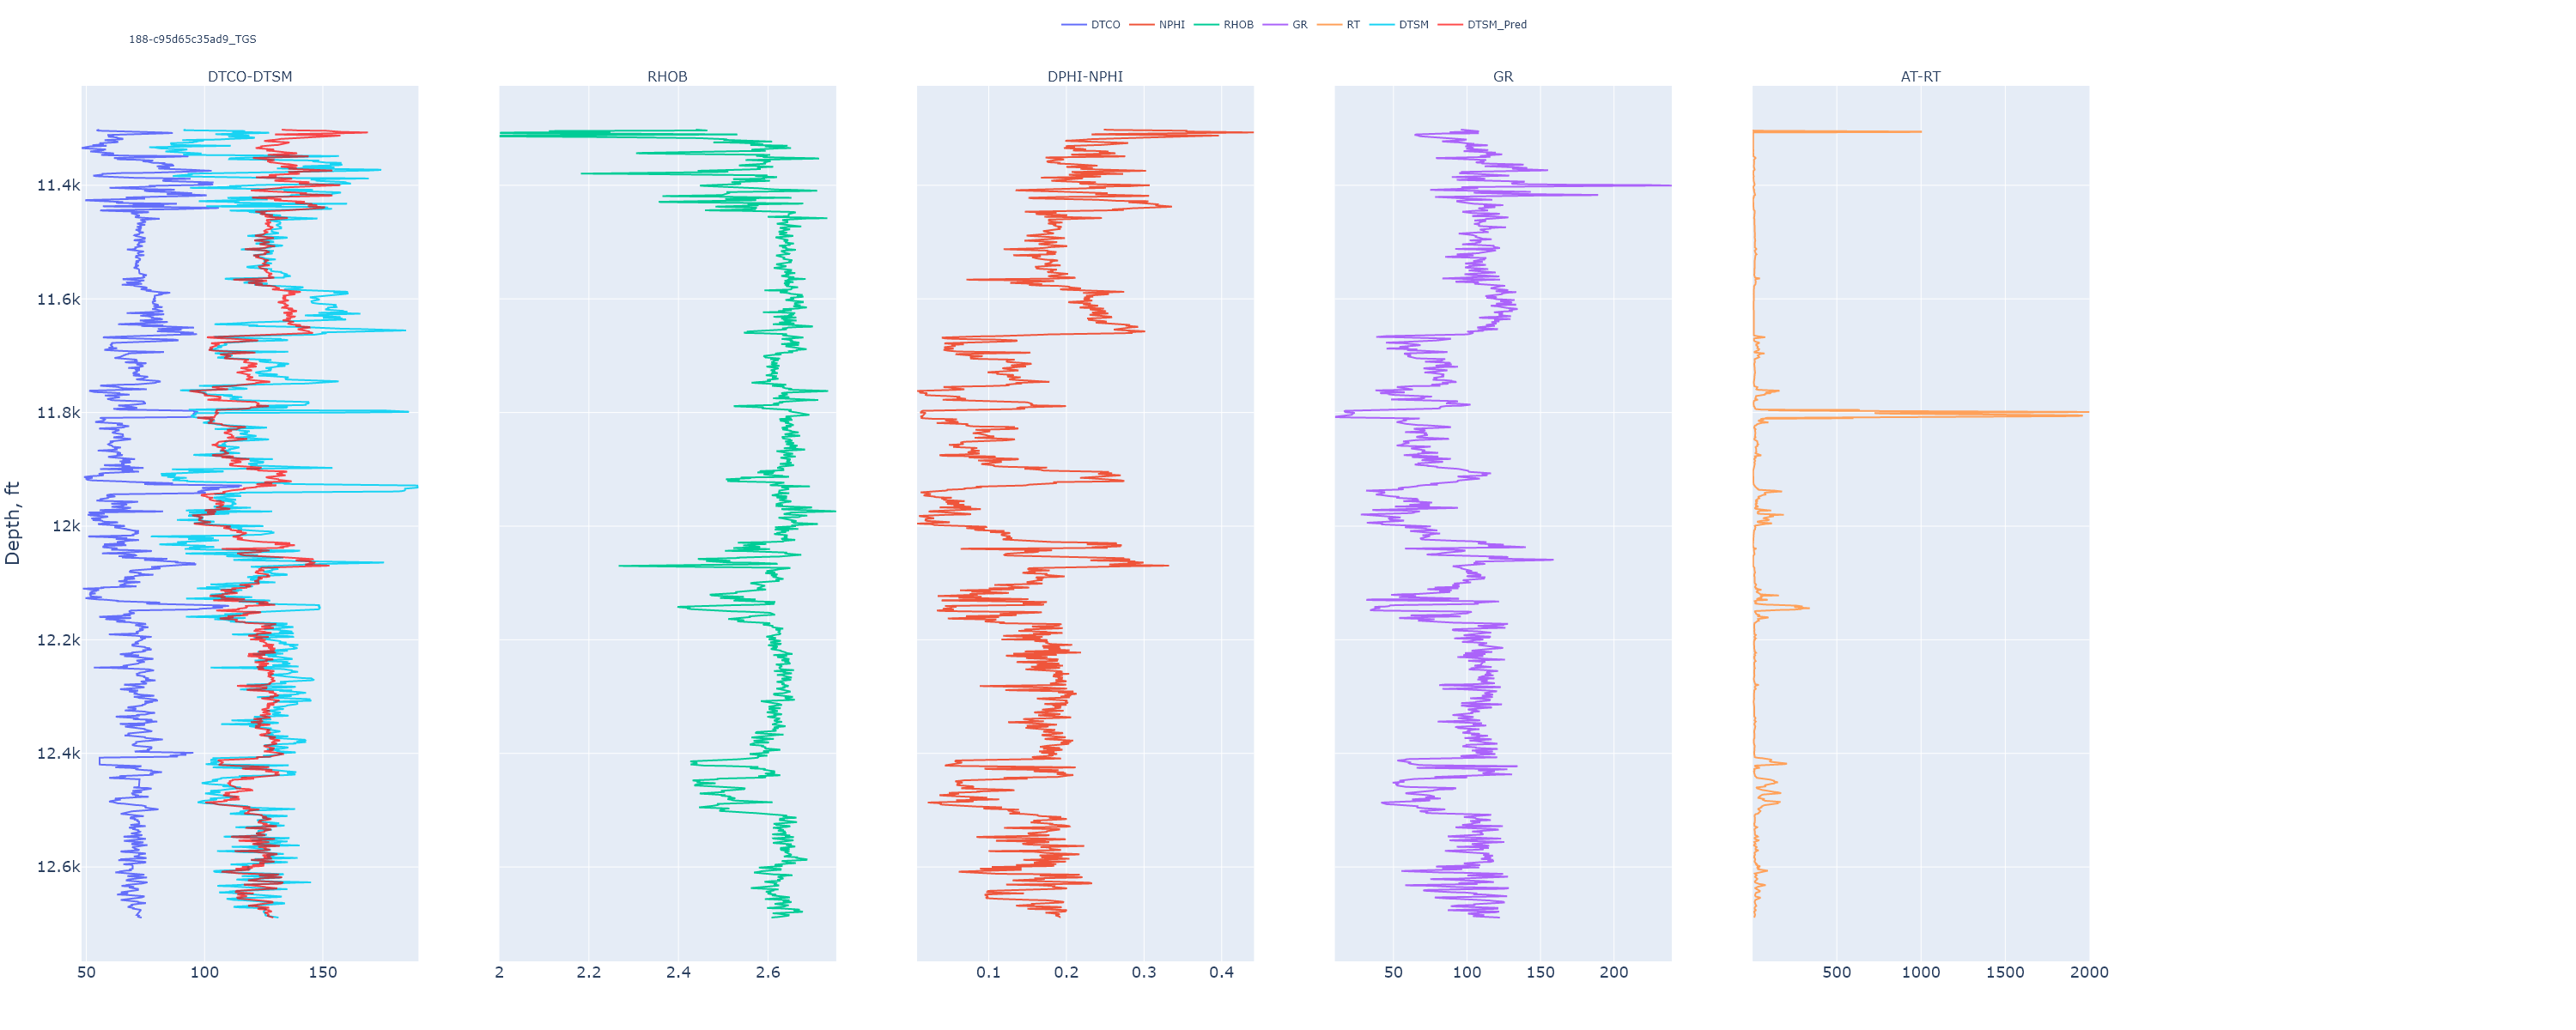 DTCO NPHI RHOB GR RT DTSM DTSM_Pred
188-c95d65c35ad9_TGS
DTCO-DTSM RHOB DPHI-NPHI GR AT-RT
Depth, ft
11.4k
11.6k
11.8k
12k
12.2k
12.4k
12.6k
50 100 150 2 2.2 2.4 2.6 0.1 0.2 0.3 0.4 50 100 150 200 500 1000 1500 2000